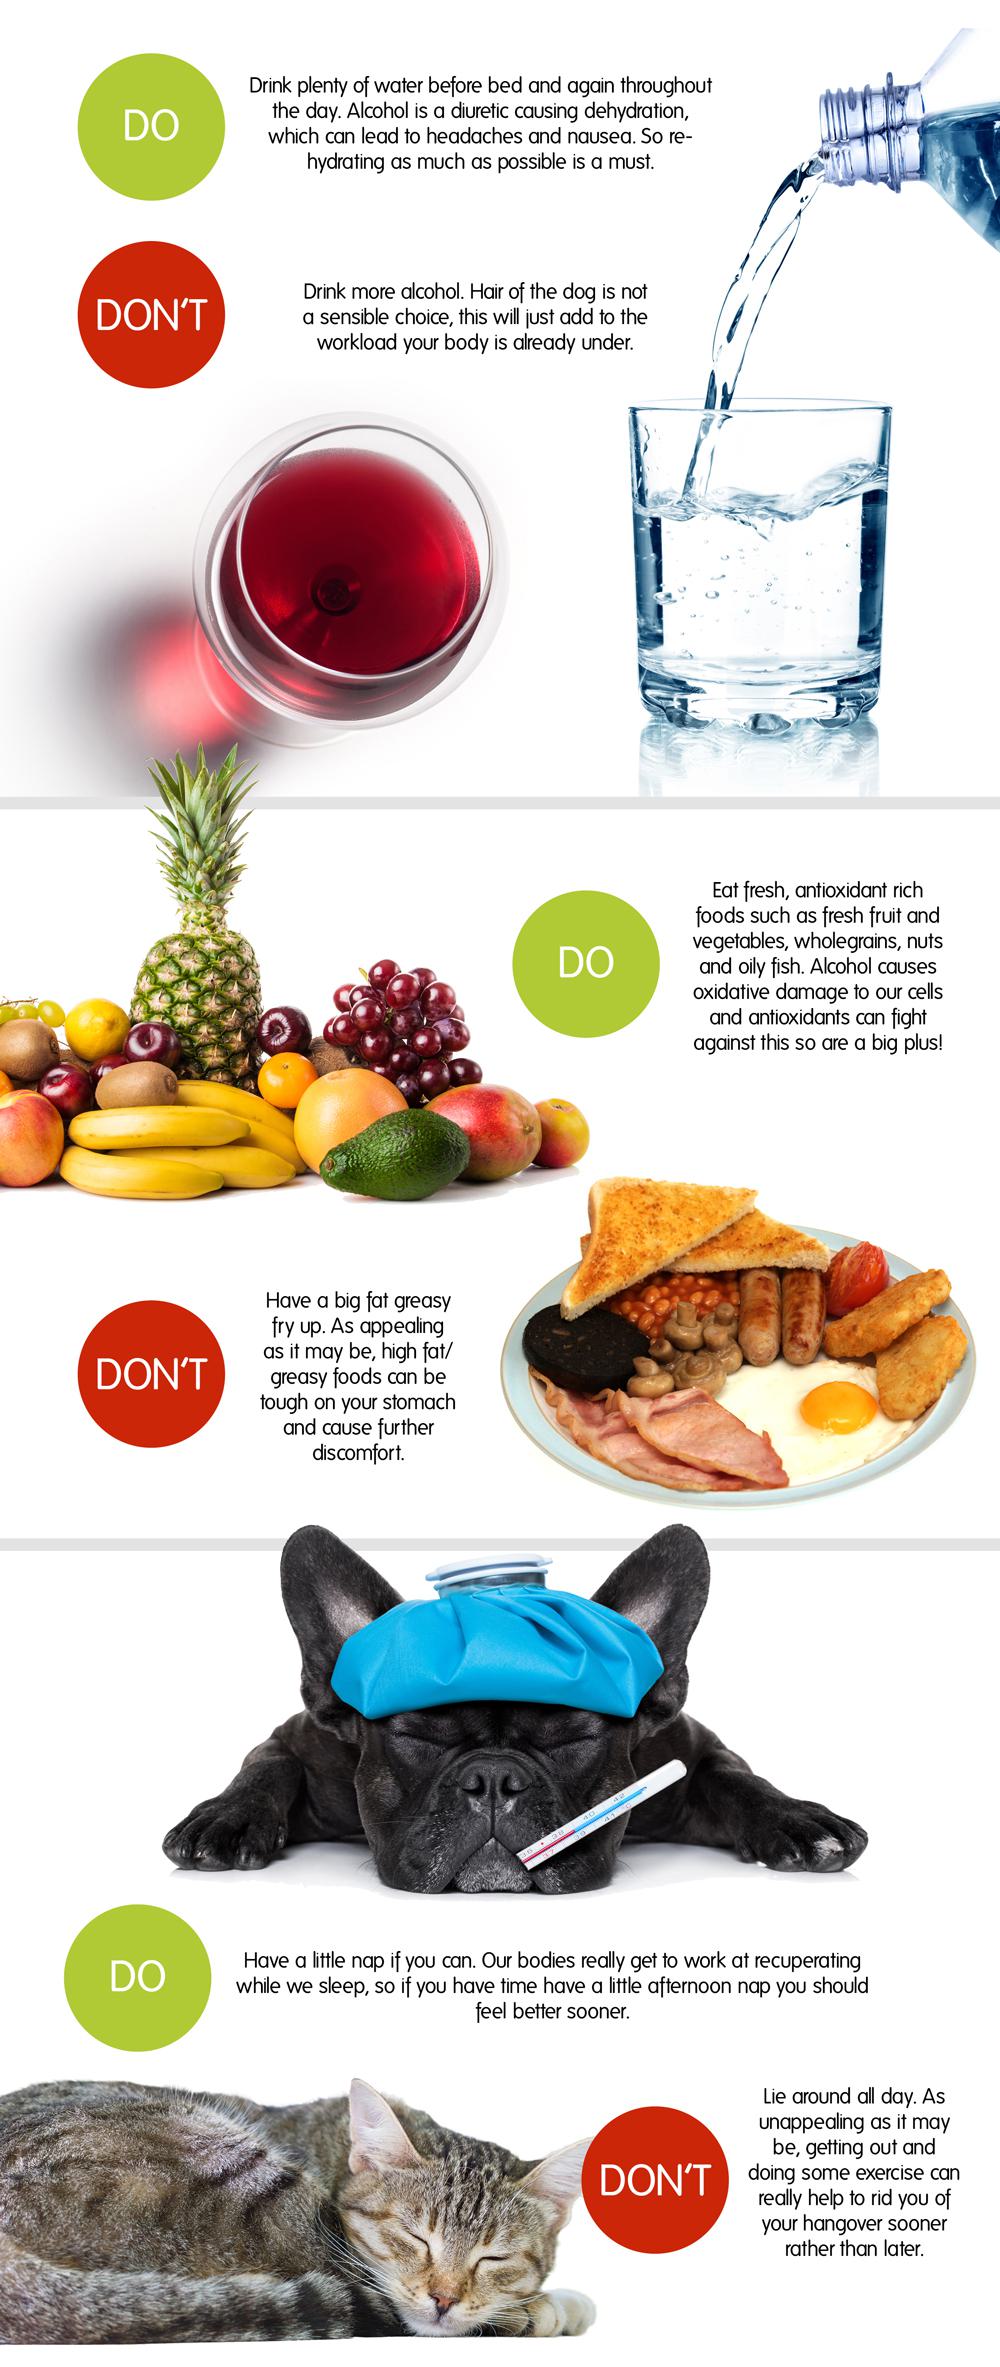 DO
Drink plenty of water before bed and again throughout
the day. Alcohol is a diuretic causing dehydration,
which can lead to headaches and nausea. So re-
hydrating as much as possible is a must.
DON'T
Drink more alcohol. Hair of the dog is not
a sensible choice, this will just add to the
workload your body is already under.
DO
Eat fresh, antioxidant rich
foods such as fresh fruit and
vegetables, wholegrains, nuts
and oily fish. Alcohol causes
oxidative damage to our cells
and antioxidants can fight
against this so are a big plus!
DON'T
Have a big fat greasy
fry up. As appealing
as it may be, high fat/
greasy foods can be
tough on your stomach
and cause further
discomfort.
DO
Have a little nap if you can. Our bodies really get to work at recuperating
while we sleep, so if you have time have a little afternoon nap you should
feel better sooner.
DON'T
Lie around all day. As
unappealing as it may
be, getting out and
doing some exercise can
really help to rid you of
your hangover sooner
rather than later.